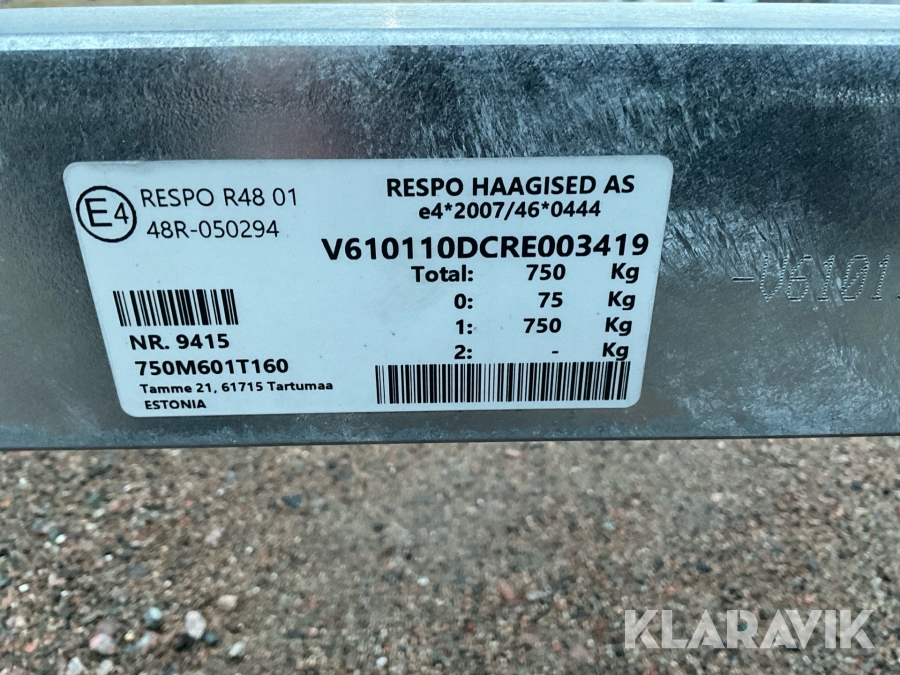 E4
RESPO R48 01
48R-050294
RESPO HAAGISED AS
e4*2007/46*0444
V610110DCRE003419
Total: 750 Kg
0: 75 Kg
1: 750 Kg
2: - Kg
NR. 9415
750M601T160
Tamme 21, 61715 Tartumaa
ESTONIA
KLARAVIK